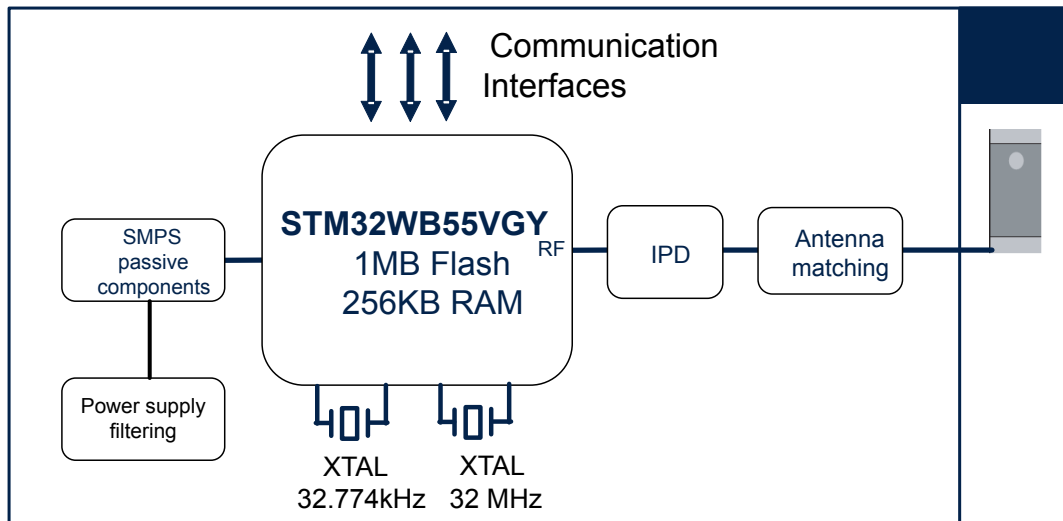 Communication
Interfaces
STM32WB55VGY
RF
1MB Flash
256KB RAM
SMPS
passive
components
IPD
Antenna
matching
Power supply
filtering
XTAL
32.774kHz
XTAL
32 MHz